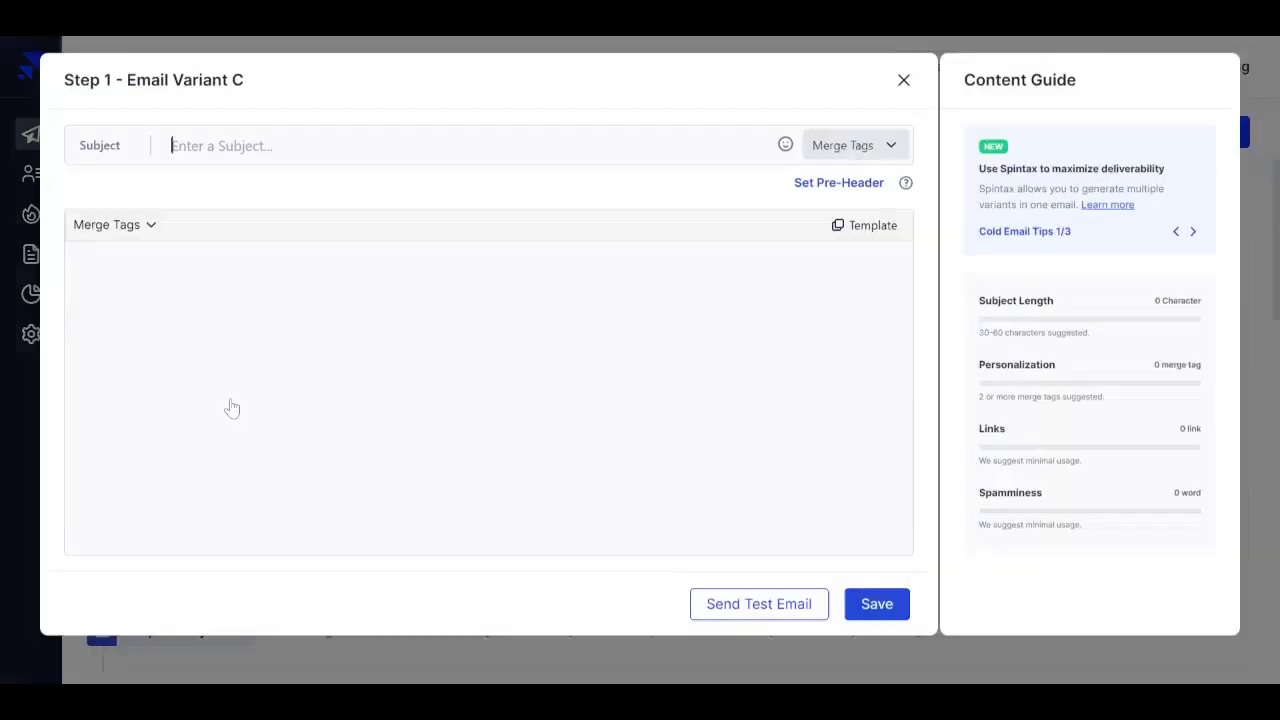 Step 1 - Email Variant C
Subject
Enter a Subject...
Merge Tags
Set Pre-Header
Merge Tags
Template
Send Test Email
Save
Content Guide
NEW
Use Spintax to maximize deliverability
Spintax allows you to generate multiple
variants in one email. Learn more
Cold Email Tips 1/3
Subject Length 0 Character
30-60 characters suggested.
Personalization 0 merge tag
2 or more merge tags suggested.
Links 0 link
We suggest minimal usage.
Spamminess 0 word
We suggest minimal usage.